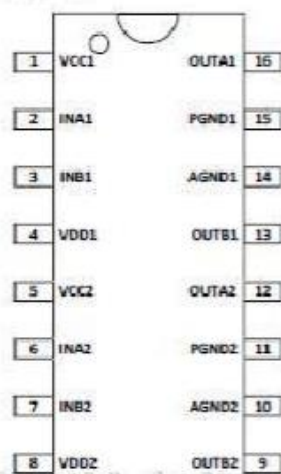 1 VCC1 OUTA1 16
2 INA1 PGND1 15
3 INB1 AGND1 14
4 VDD1 OUTB1 13
5 VCC2 OUTA2 12
6 INA2 PGND2 11
7 INB2 AGND2 10
8 VDD2 OUTB2 9